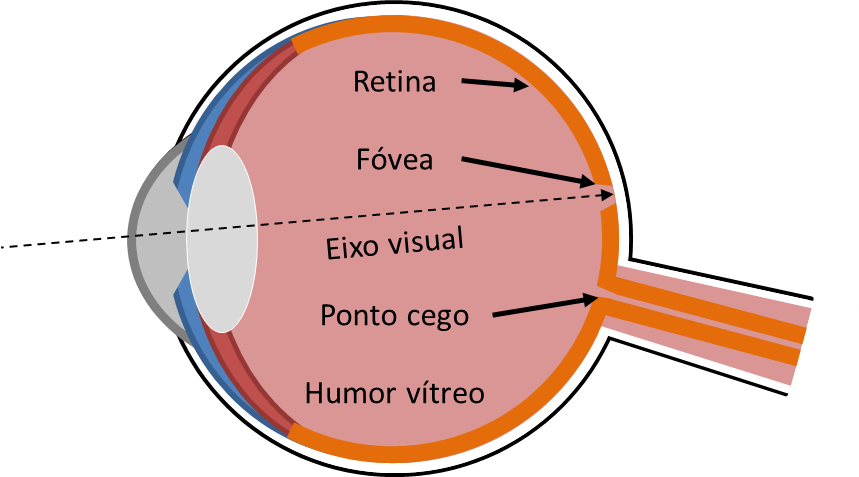 Retina
Fóvea
Eixo visual
Ponto cego
Humor vítreo